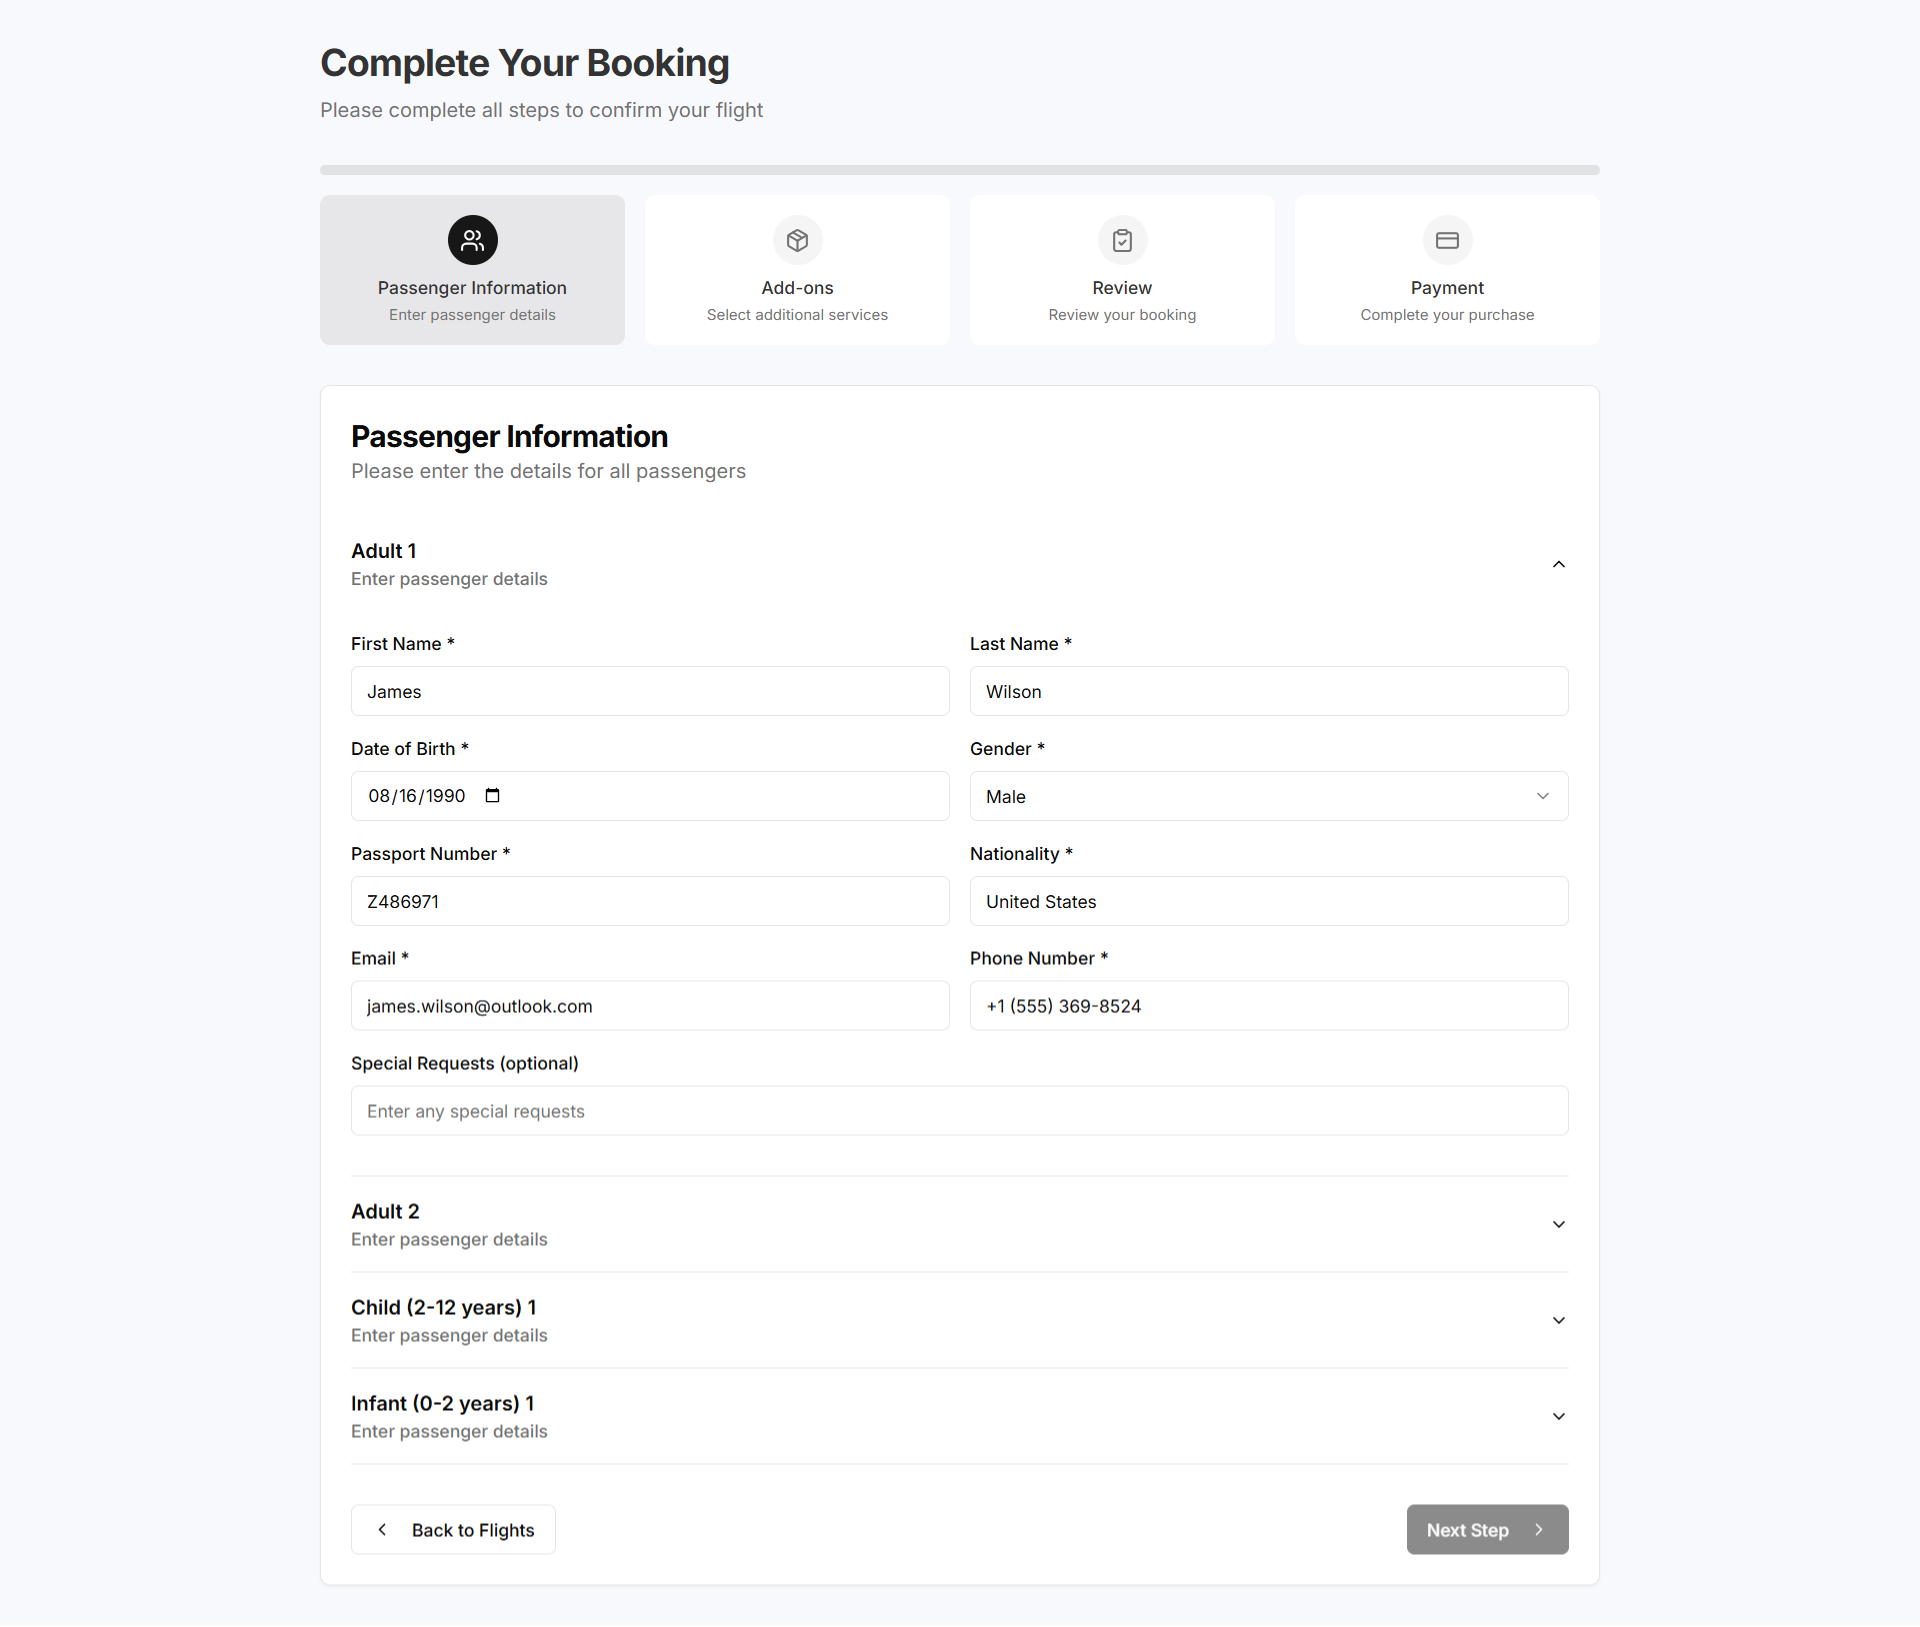 Complete Your Booking
Please complete all steps to confirm your flight
Passenger Information
Enter passenger details
Add-ons
Select additional services
Review
Review your booking
Payment
Complete your purchase
Passenger Information
Please enter the details for all passengers
Adult 1
Enter passenger details
First Name *
Last Name *
James
Wilson
Date of Birth *
Gender *
08/16/1990
Male
Passport Number *
Nationality *
Z486971
United States
Email *
Phone Number *
james.wilson@outlook.com
+1 (555) 369-8524
Special Requests (optional)
Enter any special requests
Adult 2
Enter passenger details
Child (2-12 years) 1
Enter passenger details
Infant (0-2 years) 1
Enter passenger details
Back to Flights
Next Step